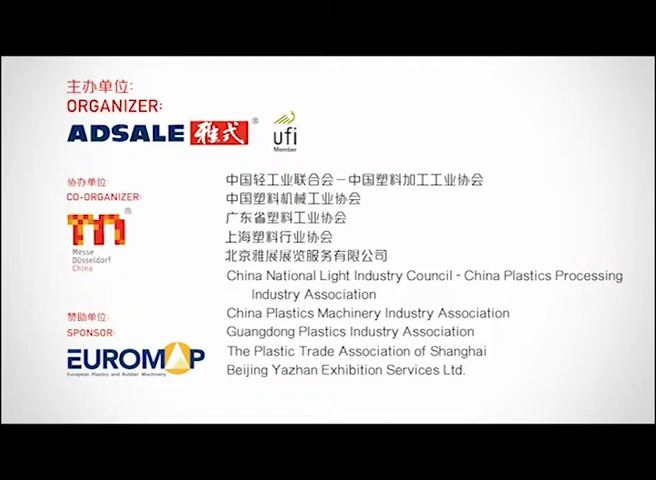 主办单位:
ORGANIZER:
ADSALE 雅式 ®
ufi
Member
协办单位:
CO-ORGANIZER:
®
Messe
Düsseldorf
China
中国轻工业联合会－中国塑料加工工业协会
中国塑料机械工业协会
广东省塑料工业协会
上海塑料行业协会
北京雅展展览服务有限公司
China National Light Industry Council - China Plastics Processing
Industry Association
China Plastics Machinery Industry Association
Guangdong Plastics Industry Association
The Plastic Trade Association of Shanghai
Beijing Yazhan Exhibition Services Ltd.
赞助单位:
SPONSOR:
EUROMAP
European Plastics and Rubber Machinery